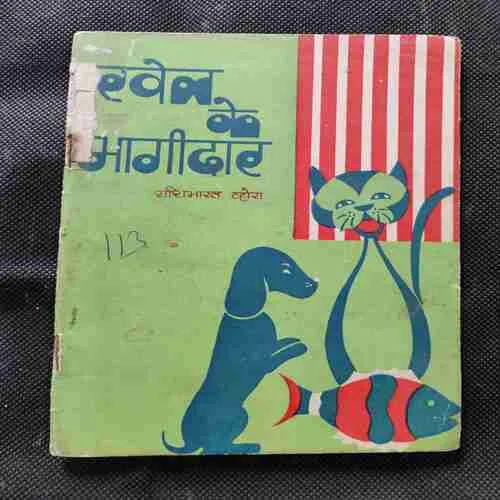 खेल
के
भागीदार
व्होरा
113